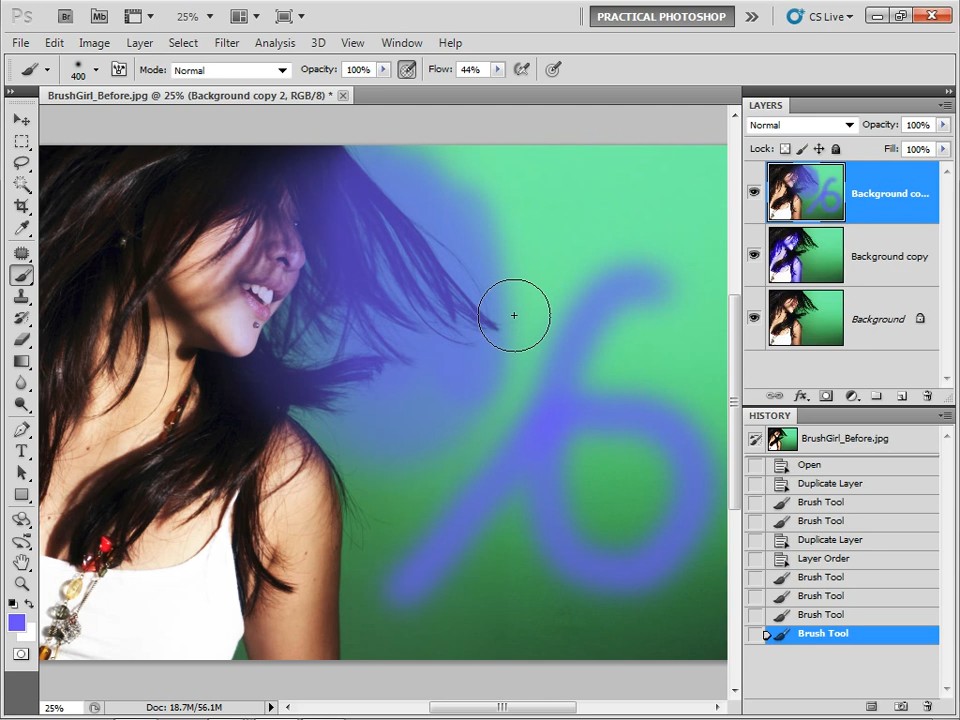 Ps Br Mb 25% PRACTICAL PHOTOSHOP CS Live
File Edit Image Layer Select Filter Analysis 3D View Window Help
400 Mode: Normal Opacity: 100% Flow: 44%
BrushGirl_Before.jpg @ 25% (Background copy 2, RGB/8) *
LAYERS
Normal Opacity: 100%
Lock: Fill: 100%
Background co...
Background copy
Background
HISTORY
BrushGirl_Before.jpg
Open
Duplicate Layer
Brush Tool
Brush Tool
Duplicate Layer
Layer Order
Brush Tool
Brush Tool
Brush Tool
Brush Tool
25% Doc: 18.7M/56.1M